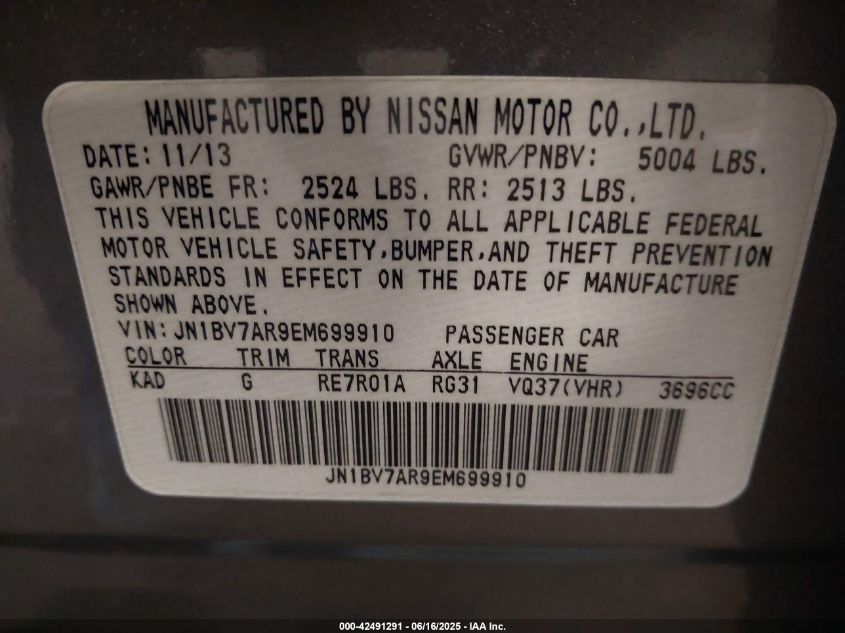 MANUFACTURED BY NISSAN MOTOR CO.,LTD.
DATE: 11/13 GVWR/PNBV: 5004 LBS.
GAWR/PNBE FR: 2524 LBS. RR: 2513 LBS.
THIS VEHICLE CONFORMS TO ALL APPLICABLE FEDERAL
MOTOR VEHICLE SAFETY,BUMPER,AND THEFT PREVENTION
STANDARDS IN EFFECT ON THE DATE OF MANUFACTURE
SHOWN ABOVE.
VIN: JN1BV7AR9EM699910 PASSENGER CAR
COLOR TRIM TRANS AXLE ENGINE
KAD G RE7R01A RG31 VQ37(VHR) 3696CC
JN1BV7AR9EM699910
000-42491291 - 06/16/2025 - IAA Inc.